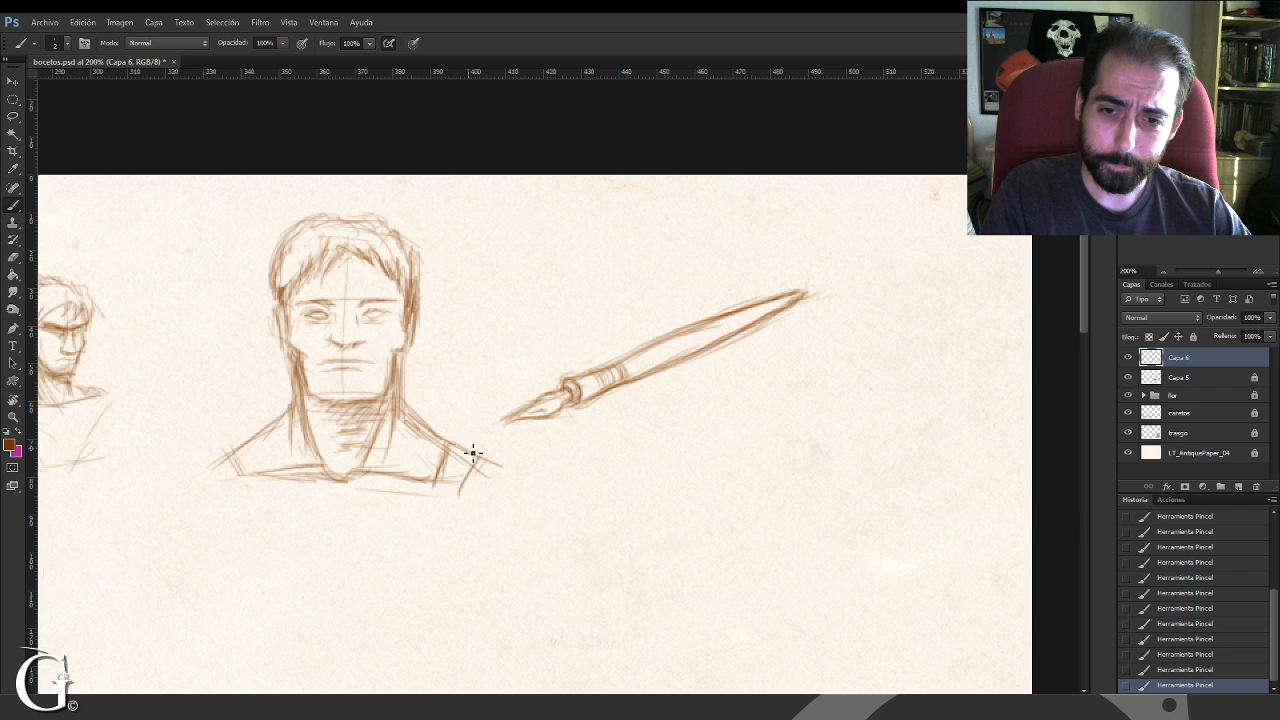 Ps Archivo Edición Imagen Capa Texto Selección Filtro Vista Ventana Ayuda
2 Modo: Normal Opacidad: 100% Flujo: 100%
bocetos.psd al 200% (Capa 6, RGB/8) * ×
290 300 310 320 330 340 350 360 370 380 390 400 410 420 430 440 450 460 470 480 490 500 510 520
200%
Capas Canales Trazados
Tipo
Normal Opacidad: 100%
Bloq.: Relleno: 100%
Capa 6
Capa 5
flor
caretos
trasgo
LT_AntiquePaper_04
fx
Historia Acciones
Herramienta Pincel
Herramienta Pincel
Herramienta Pincel
Herramienta Pincel
Herramienta Pincel
Herramienta Pincel
Herramienta Pincel
Herramienta Pincel
Herramienta Pincel
Herramienta Pincel
Herramienta Pincel
Herramienta Pincel
G ©